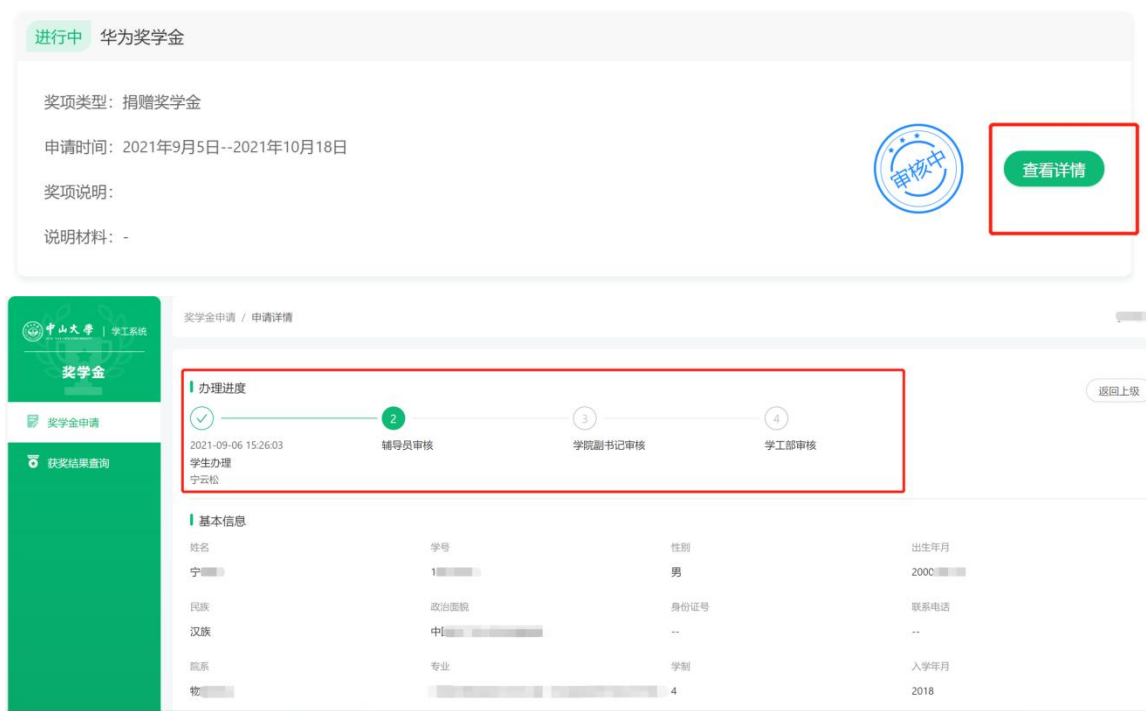 进行中 华为奖学金
奖项类型：捐赠奖学金
申请时间：2021年9月5日--2021年10月18日
奖项说明：
说明材料：-
审核中
查看详情
中山大學 | 学工系统
奖学金
奖学金申请
获奖结果查询
奖学金申请 / 申请详情
返回上级
办理进度
2 3 4
2021-09-06 15:26:03 辅导员审核 学院副书记审核 学工部审核
学生办理
宁云松
基本信息
姓名 学号 性别 出生年月
宁 1 男 2000
民族 政治面貌 身份证号 联系电话
汉族 中 -- --
院系 专业 学制 入学年月
物 4 2018